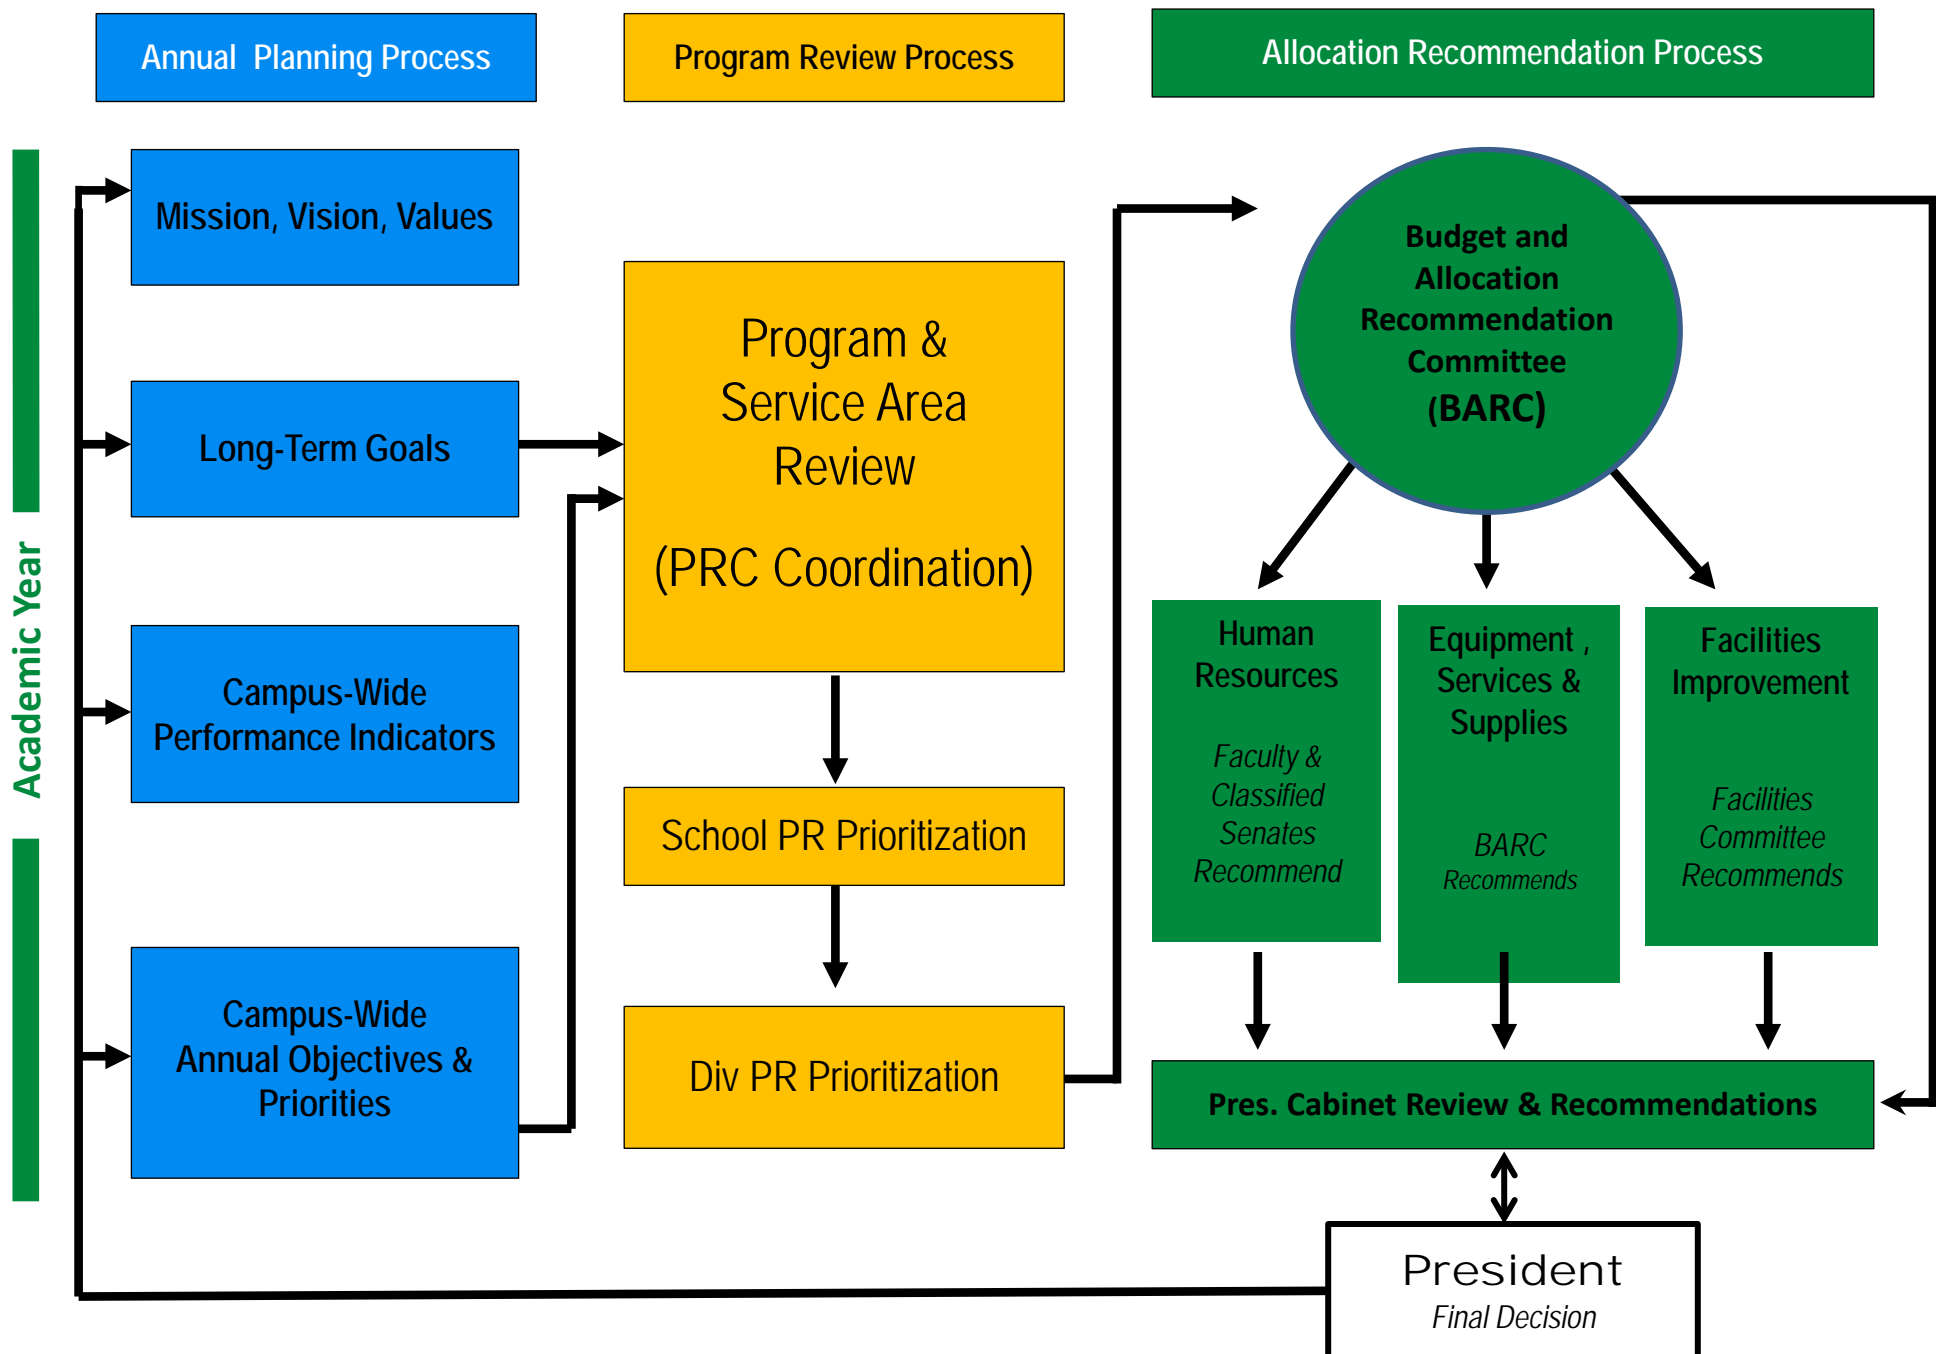 Annual  Planning Process
Program Review Process
Allocation Recommendation Process
Academic Year
Mission, Vision, Values
Long-Term Goals
Campus-Wide
Performance Indicators
Campus-Wide
Annual Objectives &
Priorities
Program &
Service Area
Review
(PRC Coordination)
School PR Prioritization
Div PR Prioritization
Budget and
Allocation
Recommendation
Committee
(BARC)
Human
Resources
Faculty &
Classified
Senates
Recommend
Equipment ,
Services &
Supplies
BARC
Recommends
Facilities
Improvement
Facilities
Committee
Recommends
Pres. Cabinet Review & Recommendations
President
Final Decision